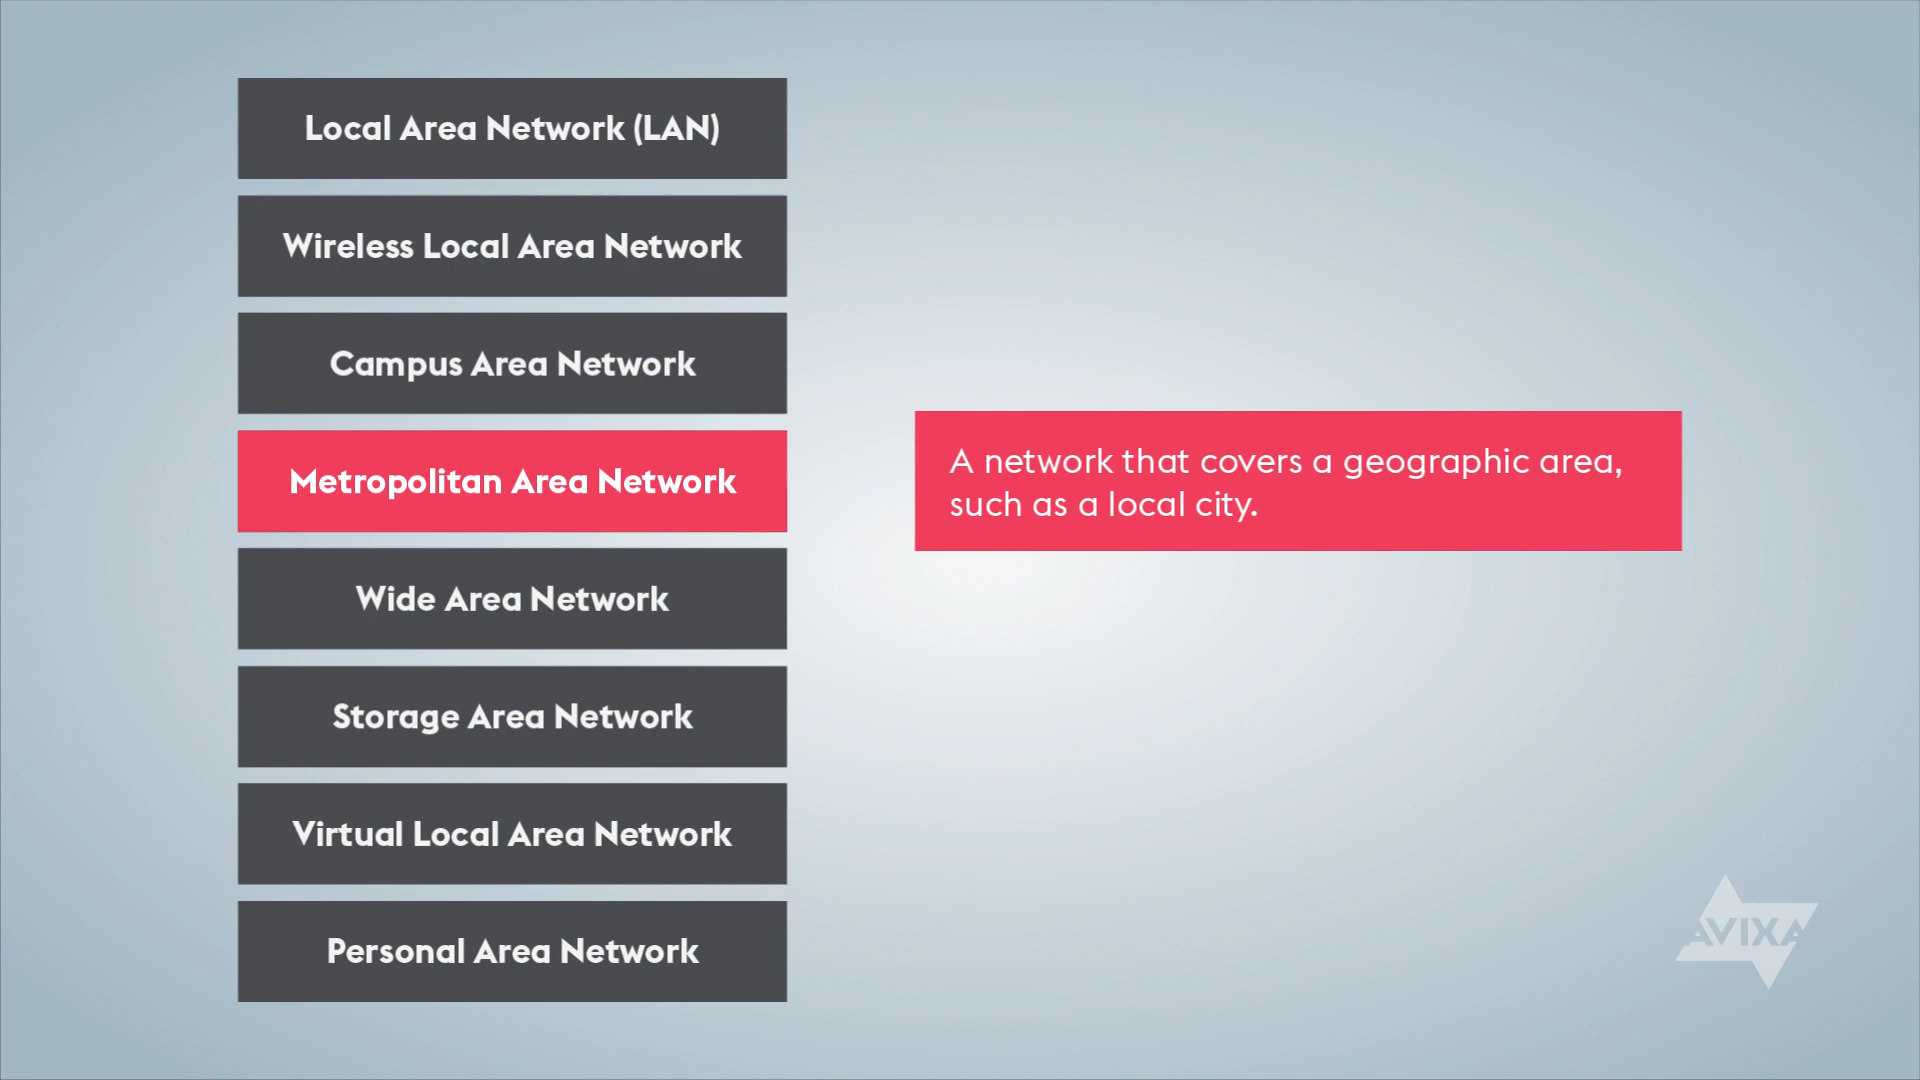 Local Area Network (LAN)
Wireless Local Area Network
Campus Area Network
Metropolitan Area Network
A network that covers a geographic area,
such as a local city.
Wide Area Network
Storage Area Network
Virtual Local Area Network
Personal Area Network
AVIXA